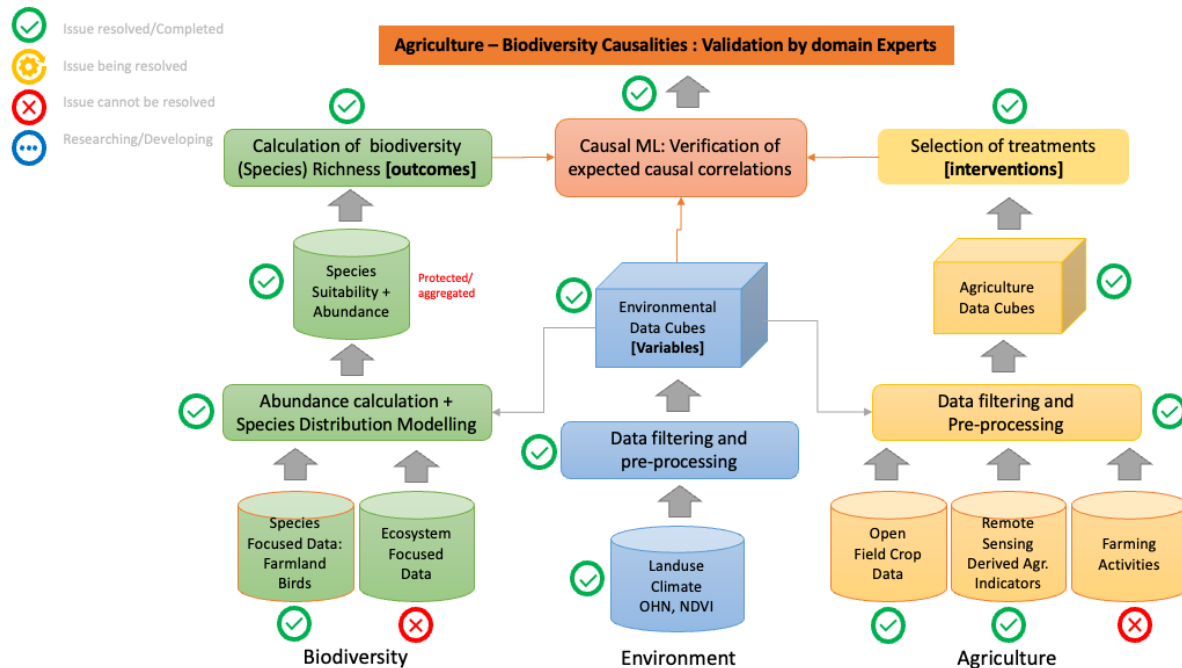 Issue resolved/Completed
Issue being resolved
Issue cannot be resolved
Researching/Developing
Agriculture – Biodiversity Causalities : Validation by domain Experts
Calculation of biodiversity
(Species) Richness [outcomes]
Causal ML: Verification of
expected causal correlations
Selection of treatments
[interventions]
Species
Suitability +
Abundance
Protected/
aggregated
Environmental
Data Cubes
[Variables]
Agriculture
Data Cubes
Abundance calculation +
Species Distribution Modelling
Data filtering and
pre-processing
Data filtering and
Pre-processing
Species
Focused Data:
Farmland
Birds
Ecosystem
Focused
Data
Landuse
Climate
OHN, NDVI
Open
Field Crop
Data
Remote
Sensing
Derived Agr.
Indicators
Farming
Activities
Biodiversity
Environment
Agriculture